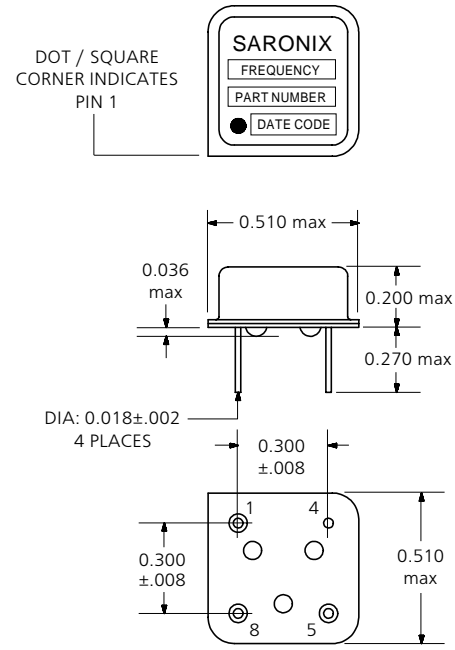 SARONIX
FREQUENCY
PART NUMBER
DATE CODE
DOT / SQUARE
CORNER INDICATES
PIN 1
0.510 max
0.036
max
0.200 max
0.270 max
DIA: 0.018±.002
4 PLACES
0.300
±.008
1
4
0.300
±.008
0.510
max
8
5